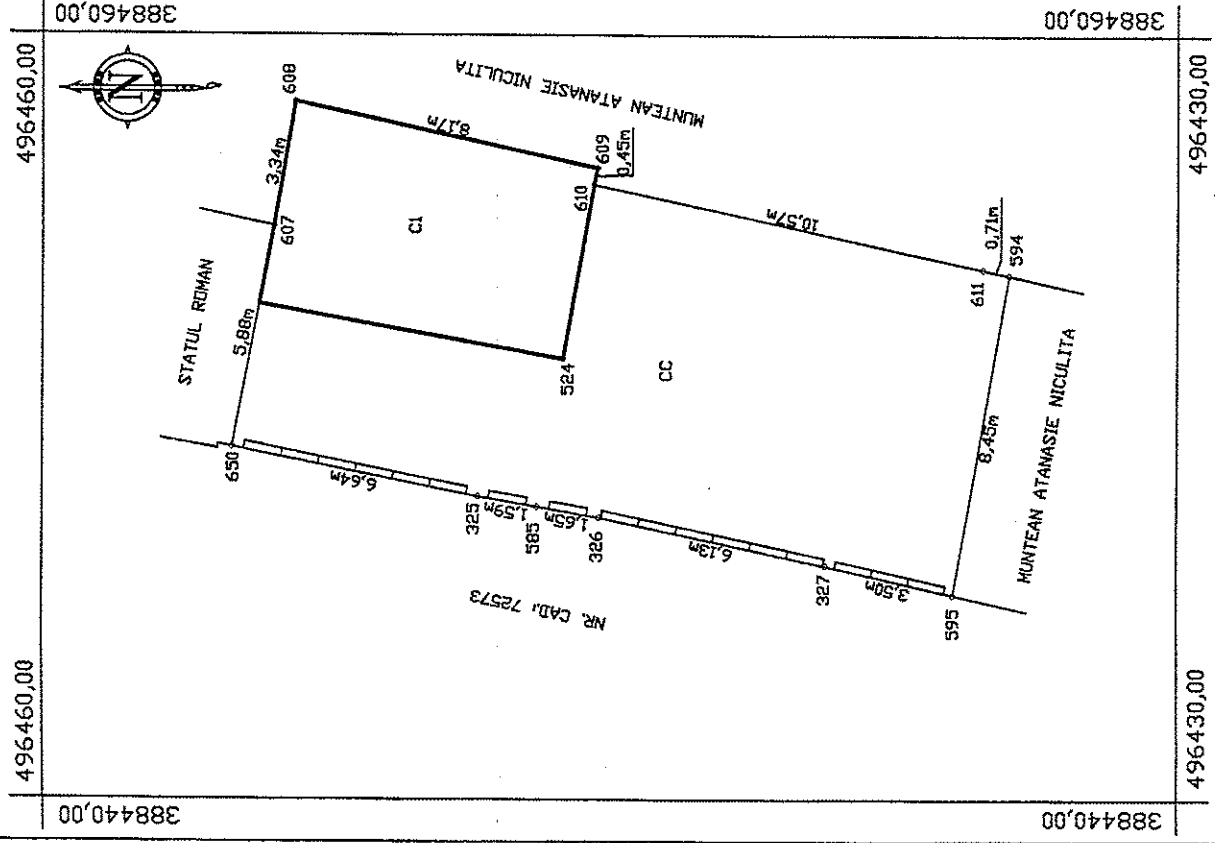 388460,00
388460,00
496460,00
496430,00
N
608
MUNTEAN ATANASIE NICULITA
3,34m
8,17m
609
0,45m
607
610
C1
STATUL ROMAN
10,57m
0,71m
594
611
5,88m
524
CC
650
6,64m
325
1,59m
585
1,65m
326
6,13m
327
3,50m
595
8,45m
MUNTEAN ATANASIE NICULITA
NR. CAD. 72573
496460,00
496430,00
388440,00
388440,00